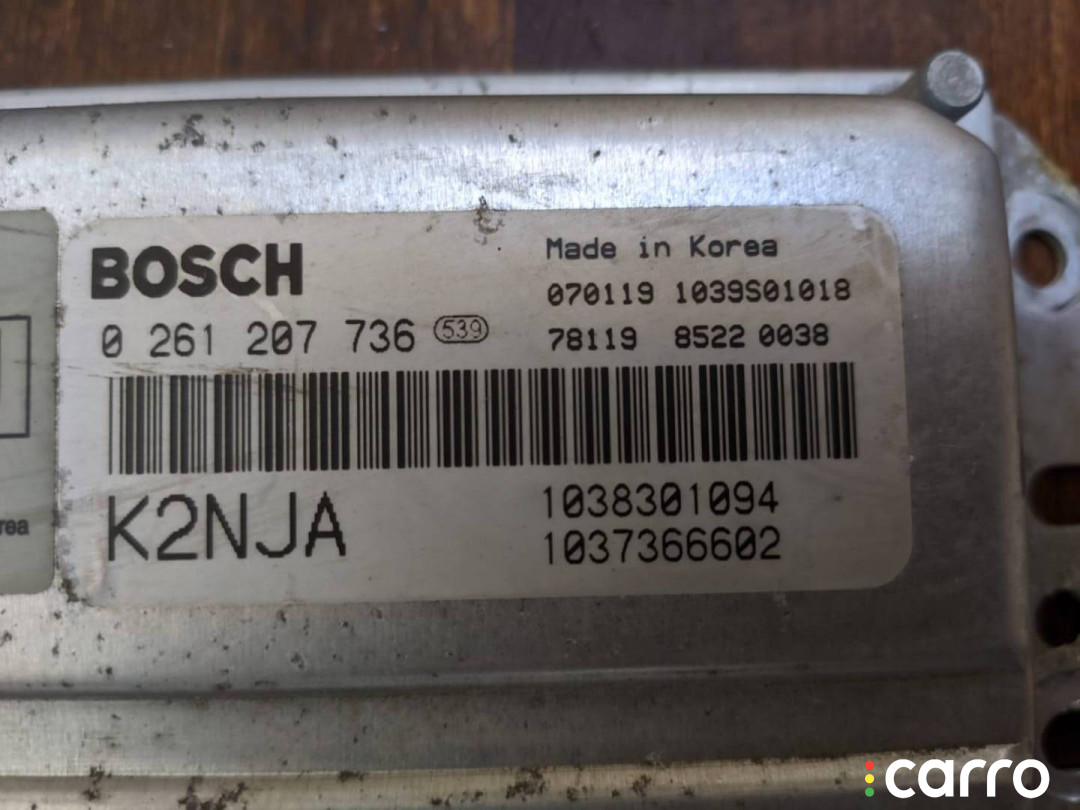 BOSCH
Made in Korea
070119 1039S01018
0 261 207 736 539
78119 8522 0038
K2NJA
1038301094
1037366602
rea
carro